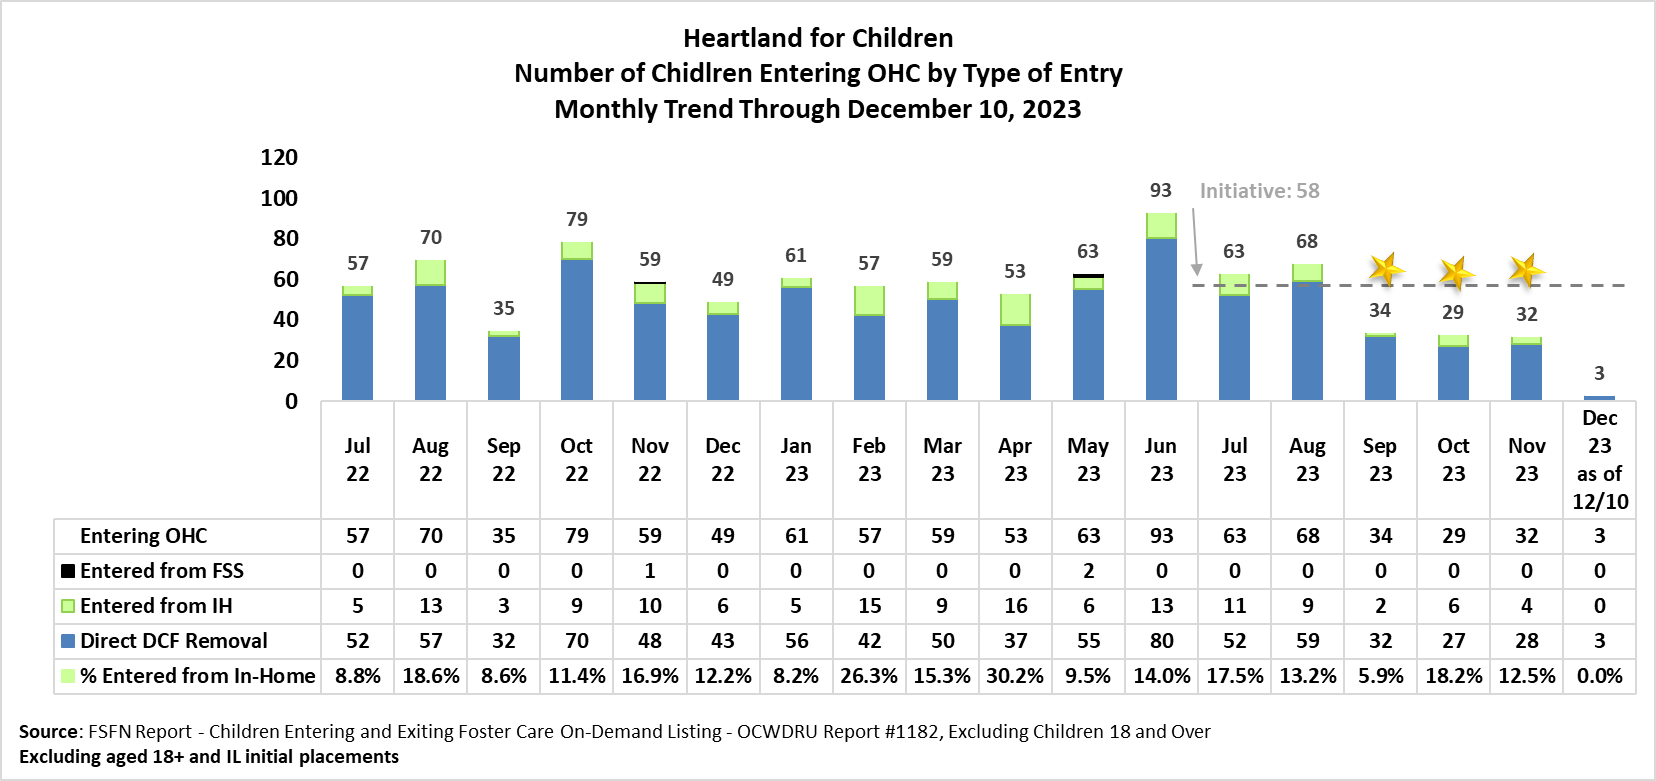 Heartland for Children
Number of Chidlren Entering OHC by Type of Entry
Monthly Trend Through December 10, 2023
120
100
80
60
40
20
0
57
70
35
79
59
49
61
57
59
53
63
93
63
68
34
29
32
3
Initiative: 58
Jul 22 Aug 22 Sep 22 Oct 22 Nov 22 Dec 22 Jan 23 Feb 23 Mar 23 Apr 23 May 23 Jun 23 Jul 23 Aug 23 Sep 23 Oct 23 Nov 23 Dec 23 as of 12/10
Entering OHC 57 70 35 79 59 49 61 57 59 53 63 93 63 68 34 29 32 3
Entered from FSS 0 0 0 0 1 0 0 0 0 0 2 0 0 0 0 0 0 0
Entered from IH 5 13 3 9 10 6 5 15 9 16 6 13 11 9 2 6 4 0
Direct DCF Removal 52 57 32 70 48 43 56 42 50 37 55 80 52 59 32 27 28 3
% Entered from In-Home 8.8% 18.6% 8.6% 11.4% 16.9% 12.2% 8.2% 26.3% 15.3% 30.2% 9.5% 14.0% 17.5% 13.2% 5.9% 18.2% 12.5% 0.0%
Source: FSFN Report - Children Entering and Exiting Foster Care On-Demand Listing - OCWDRU Report #1182, Excluding Children 18 and Over
Excluding aged 18+ and IL initial placements